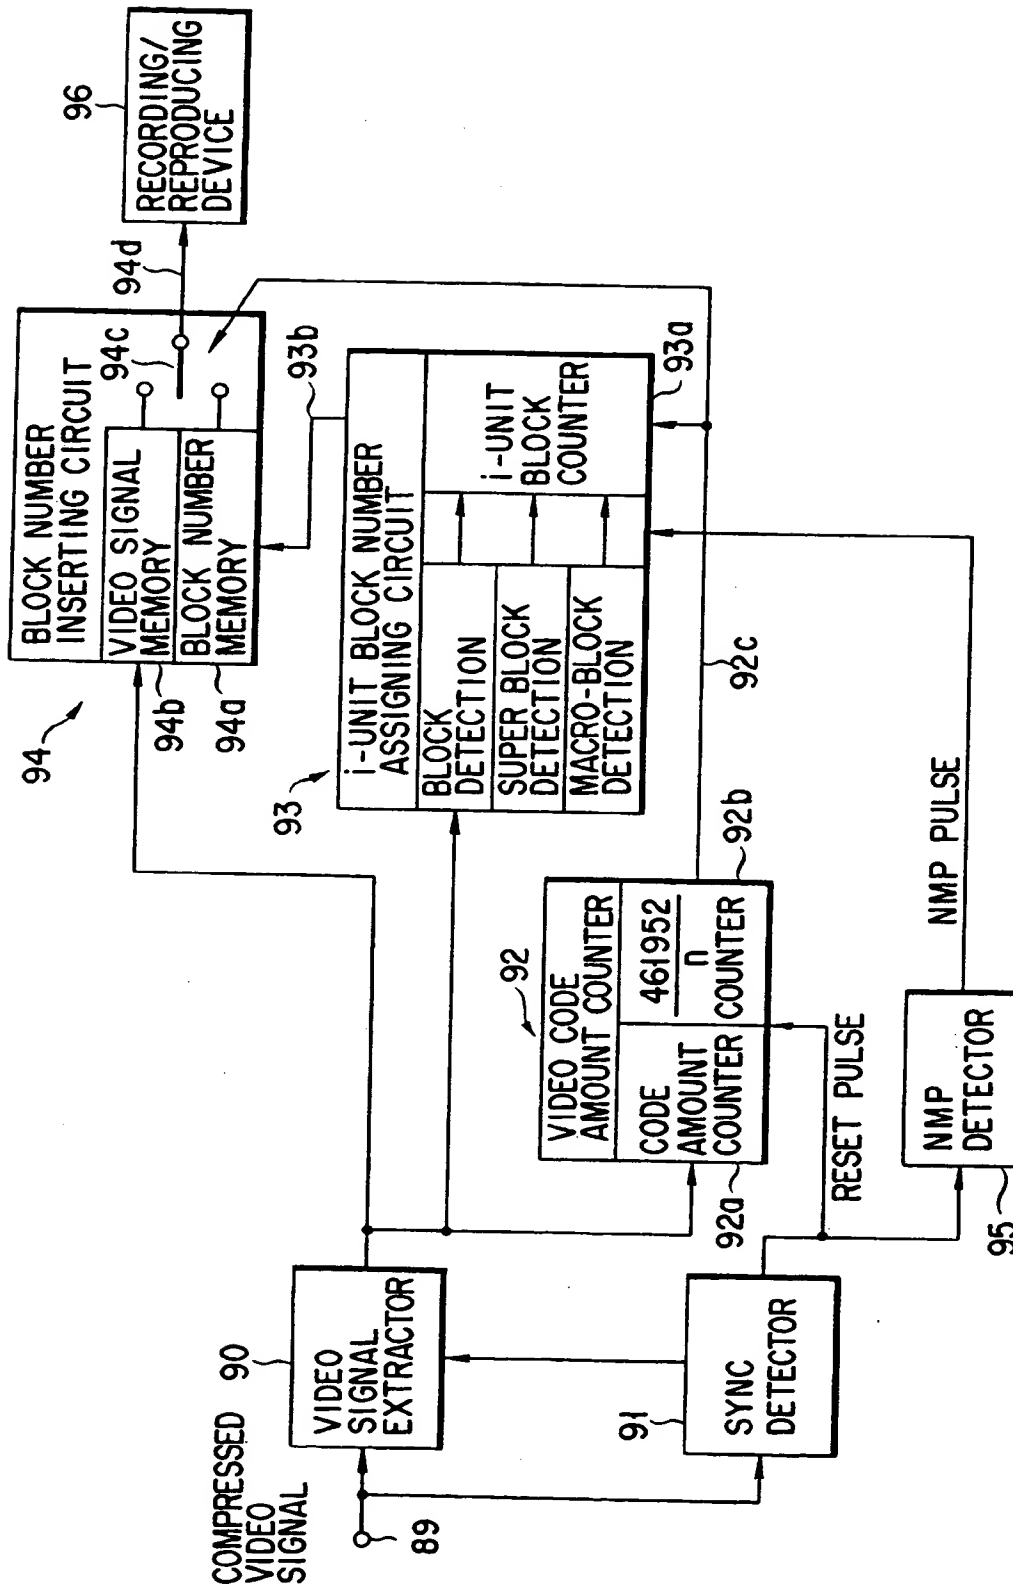 COMPRESSED
VIDEO
SIGNAL
89
90
VIDEO
SIGNAL
EXTRACTOR
91
SYNC
DETECTOR
92
VIDEO CODE
AMOUNT COUNTER
CODE
AMOUNT
COUNTER
461952
n
COUNTER
92a
92b
92c
RESET PULSE
NMP
DETECTOR
95
NMP PULSE
93
i-UNIT BLOCK NUMBER
ASSIGNING CIRCUIT
BLOCK
DETECTION
SUPER BLOCK
DETECTION
MACRO-BLOCK
DETECTION
i-UNIT
BLOCK
COUNTER
93a
93b
94
BLOCK NUMBER
INSERTING CIRCUIT
VIDEO SIGNAL
MEMORY
BLOCK NUMBER
MEMORY
94b
94a
94c
94d
96
RECORDING/
REPRODUCING
DEVICE